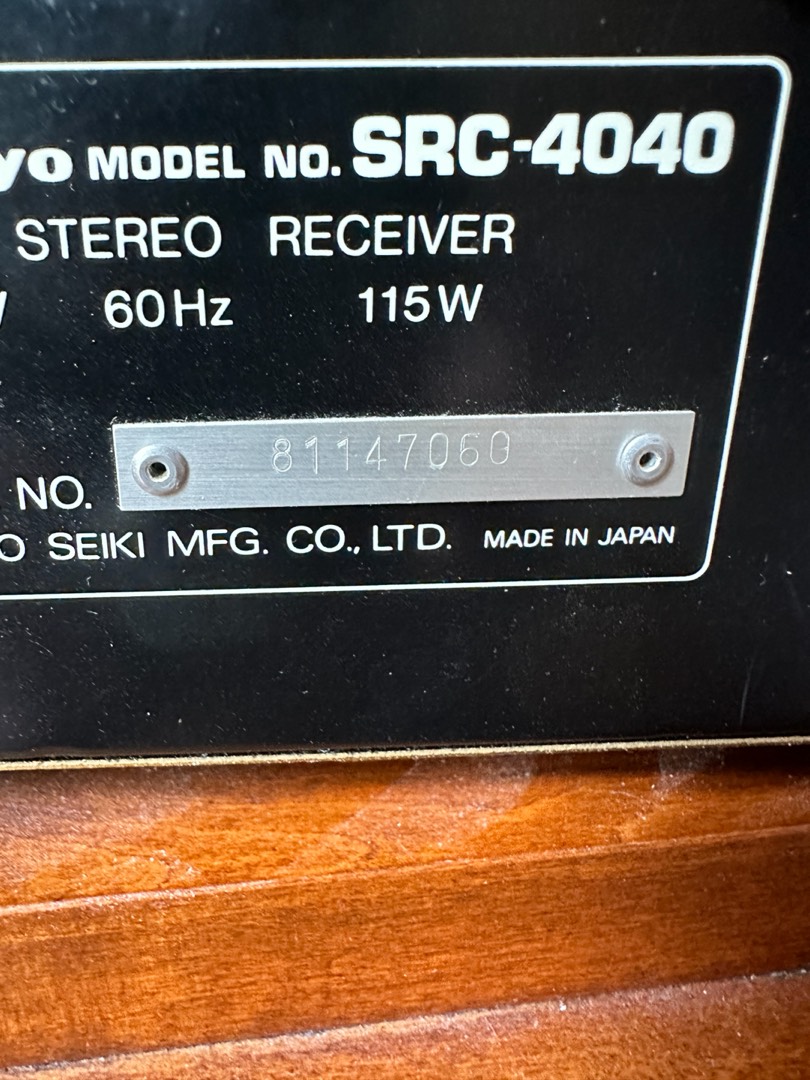 yo MODEL NO. SRC-4040
STEREO RECEIVER
60Hz 115W
NO. 81147060
O SEIKI MFG. CO., LTD. MADE IN JAPAN